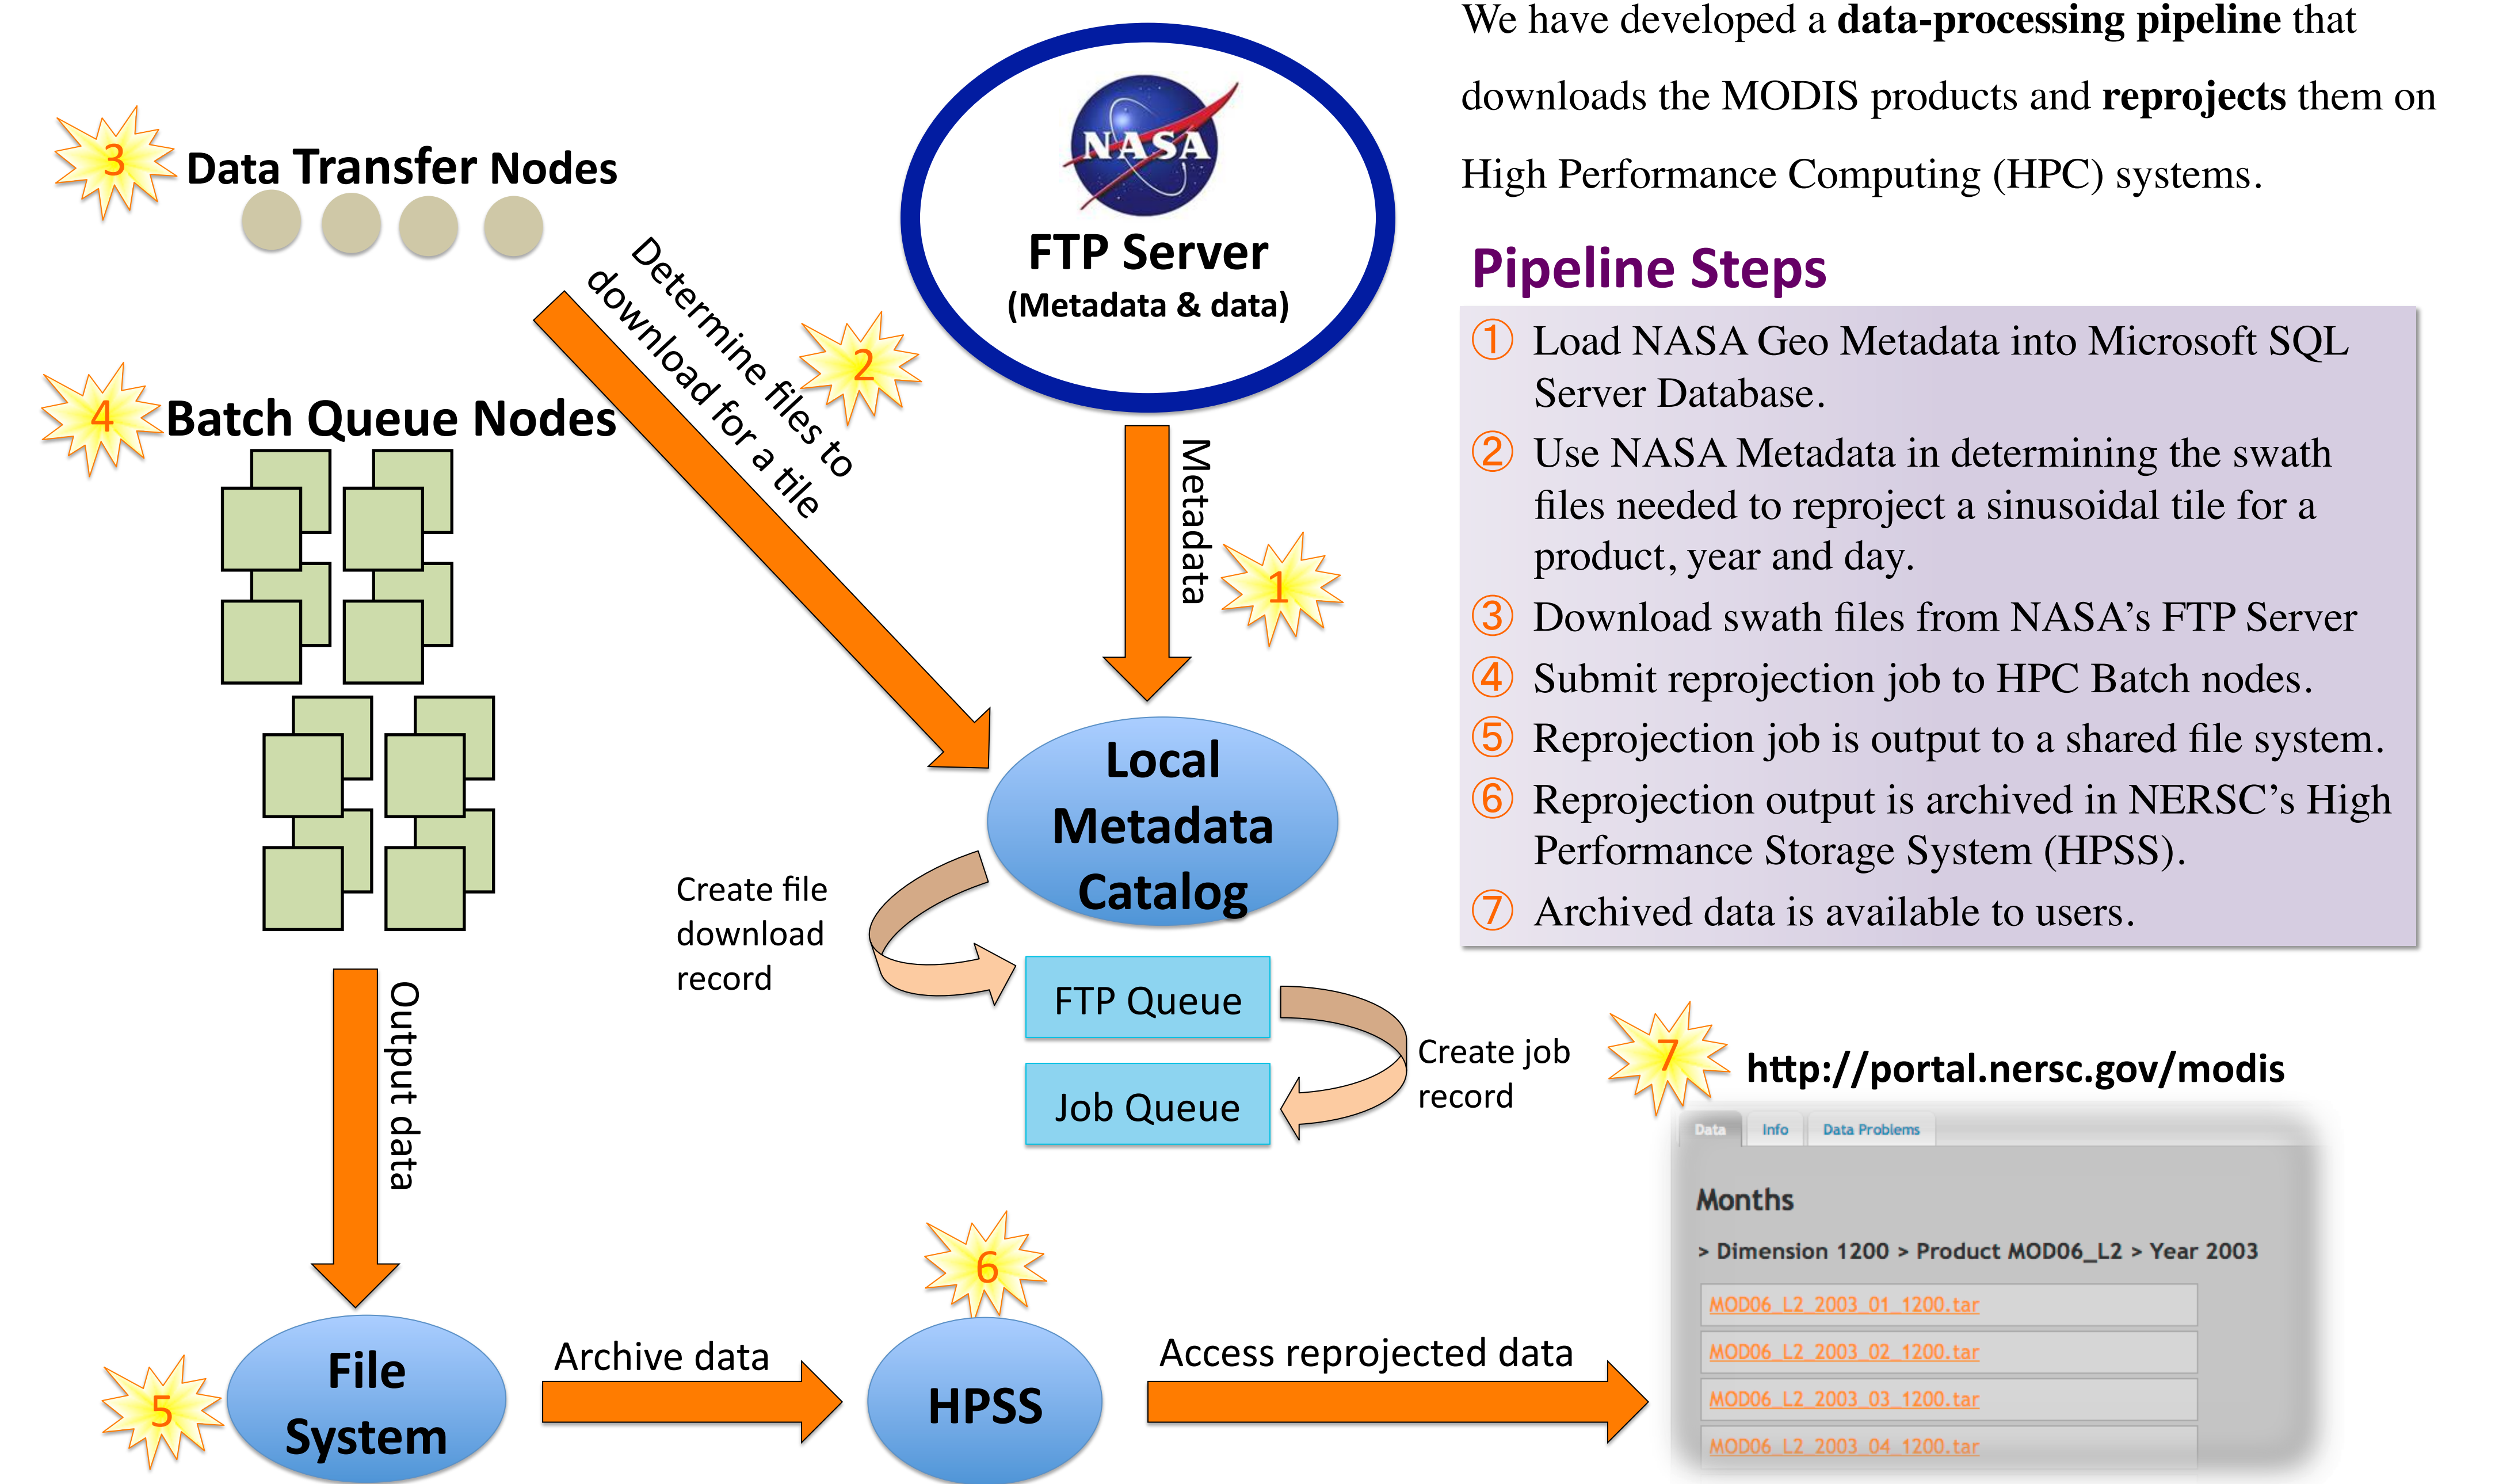 We have developed a data-processing pipeline that
downloads the MODIS products and reprojects them on
High Performance Computing (HPC) systems.
NASA
FTP Server
(Metadata & data)
3
Data Transfer Nodes
Determine files to
download for a tile
2
4
Batch Queue Nodes
Metadata
1
Pipeline Steps
① Load NASA Geo Metadata into Microsoft SQL
Server Database.
② Use NASA Metadata in determining the swath
files needed to reproject a sinusoidal tile for a
product, year and day.
③ Download swath files from NASA’s FTP Server
④ Submit reprojection job to HPC Batch nodes.
⑤ Reprojection job is output to a shared file system.
⑥ Reprojection output is archived in NERSC’s High
Performance Storage System (HPSS).
⑦ Archived data is available to users.
Local
Metadata
Catalog
Create file
download
record
FTP Queue
Job Queue
Create job
record
Output data
7
http://portal.nersc.gov/modis
Data Info Data Problems
Months
> Dimension 1200 > Product MOD06_L2 > Year 2003
MOD06_L2_2003_01_1200.tar
MOD06_L2_2003_02_1200.tar
MOD06_L2_2003_03_1200.tar
MOD06_L2_2003_04_1200.tar
5
File
System
Archive data
6
HPSS
Access reprojected data